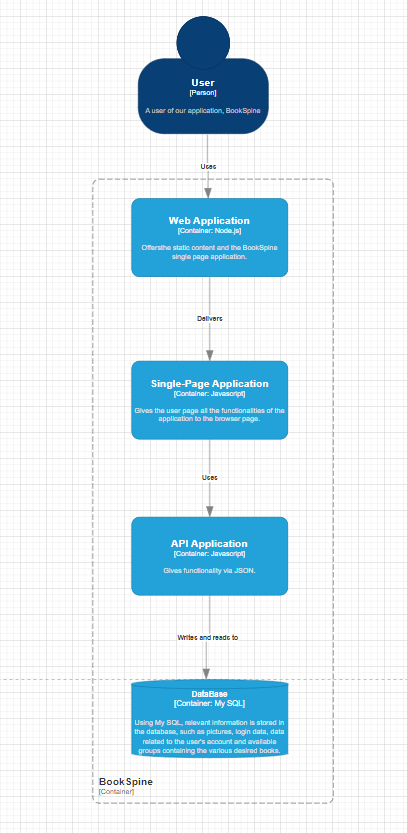 User
[Person]
A user of our application, BookSpine
Uses
Web Application
[Container: Node.js]
Offersthe static content and the BookSpine
single page application.
Delivers
Single-Page Application
[Container: Javascript]
Gives the user page all the functionalities of the
application to the browser page.
Uses
API Application
[Container: Javascript]
Gives functionality via JSON.
Writes and reads to
DataBase
[Container: My SQL]
Using My SQL, relevant information is stored in
the database, such as pictures, login data, data
related to the user's account and available
groups containing the various desired books.
BookSpine
[Container]